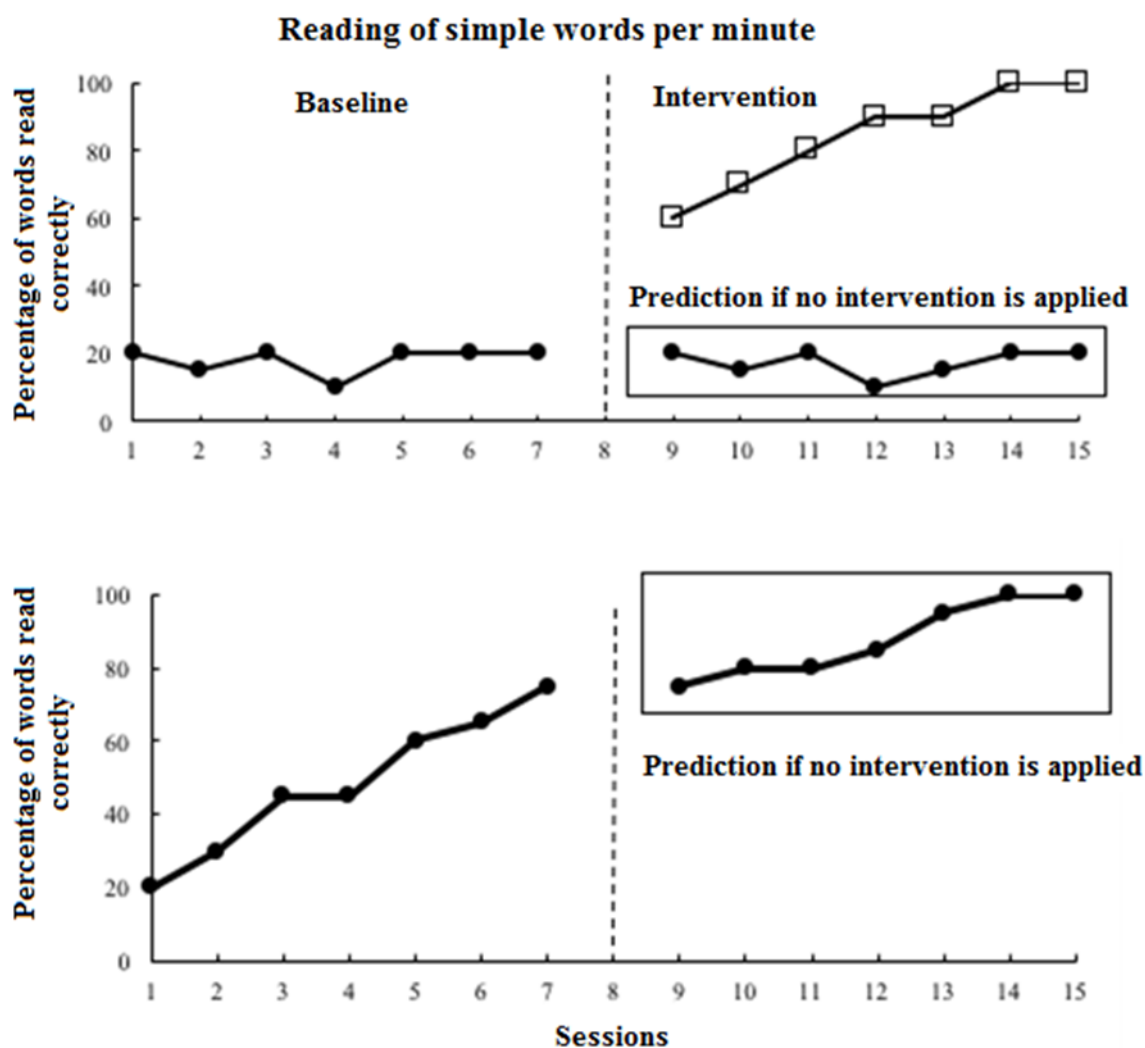 Reading of simple words per minute
Percentage of words read
correctly
100
80
60
40
20
0
Baseline
Intervention
Prediction if no intervention is applied
1 2 3 4 5 6 7 8 9 10 11 12 13 14 15
Percentage of words read
correctly
100
80
60
40
20
0
Prediction if no intervention is applied
1 2 3 4 5 6 7 8 9 10 11 12 13 14 15
Sessions